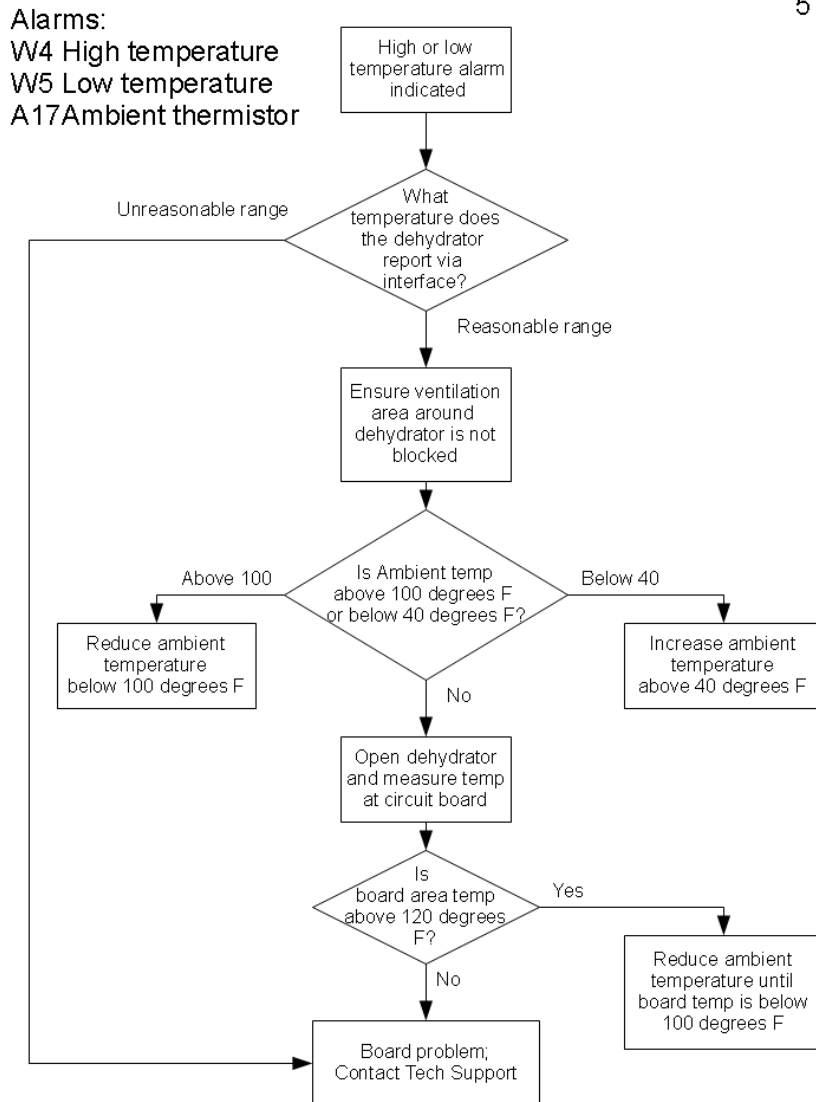 5
Alarms:
W4 High temperature
W5 Low temperature
A17Ambient thermistor
High or low
temperature alarm
indicated
What
temperature does
the dehydrator
report via
interface?
Unreasonable range
Reasonable range
Ensure ventilation
area around
dehydrator is not
blocked
Is Ambient temp
above 100 degrees F
or below 40 degrees F?
Above 100
Below 40
Reduce ambient
temperature
below 100 degrees F
Increase ambient
temperature
above 40 degrees F
No
Open dehydrator
and measure temp
at circuit board
Is
board area temp
above 120 degrees
F?
Yes
No
Reduce ambient
temperature until
board temp is below
100 degrees F
Board problem;
Contact Tech Support